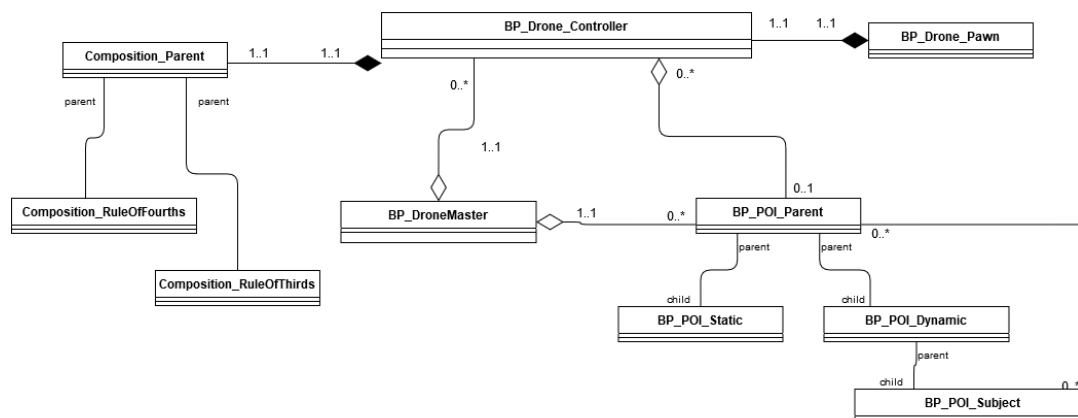 BP_Drone_Controller
1..1
1..1
BP_Drone_Pawn
Composition_Parent
1..1
1..1
0..*
0..*
parent
parent
1..1
0..1
Composition_RuleOfFourths
BP_DroneMaster
1..1
0..*
BP_POI_Parent
0..*
parent
parent
Composition_RuleOfThirds
child
child
BP_POI_Static
BP_POI_Dynamic
parent
child
0..*
BP_POI_Subject